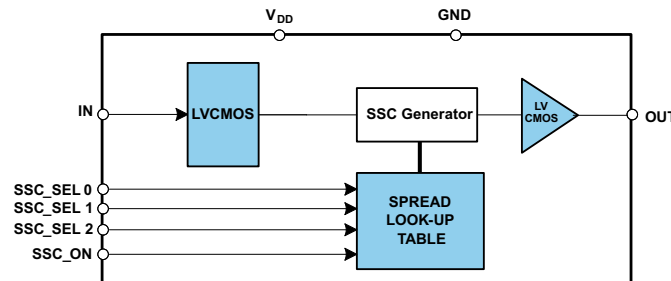 VDD
GND
IN
LVCMOS
SSC Generator
LV
CMOS
OUT
SSC_SEL 0
SSC_SEL 1
SSC_SEL 2
SSC_ON
SPREAD
LOOK-UP
TABLE